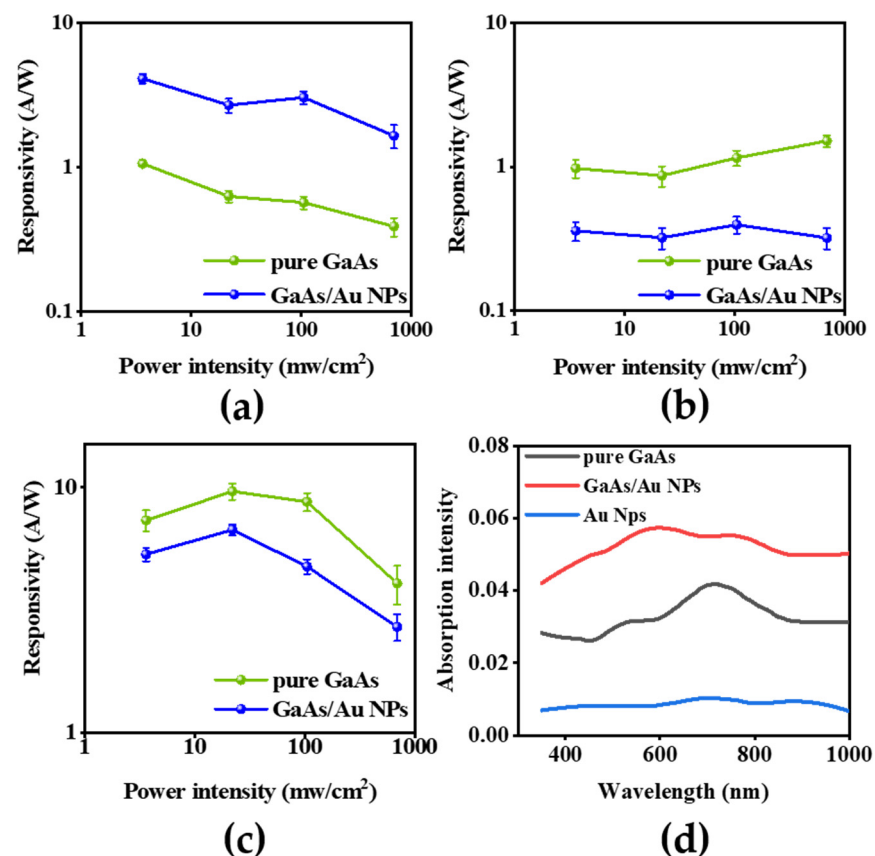 10
1
0.1
Responsivity (A/W)
pure GaAs
GaAs/Au NPs
1
10
100
1000
Power intensity (mw/cm²)
(a)
10
1
0.1
Responsivity (A/W)
pure GaAs
GaAs/Au NPs
1
10
100
1000
Power intensity (mw/cm²)
(b)
10
1
Responsivity (A/W)
pure GaAs
GaAs/Au NPs
1
10
100
1000
Power intensity (mw/cm²)
(c)
0.08
0.06
0.04
0.02
0.00
Absorption intensity
pure GaAs
GaAs/Au NPs
Au Nps
400
600
800
1000
Wavelength (nm)
(d)